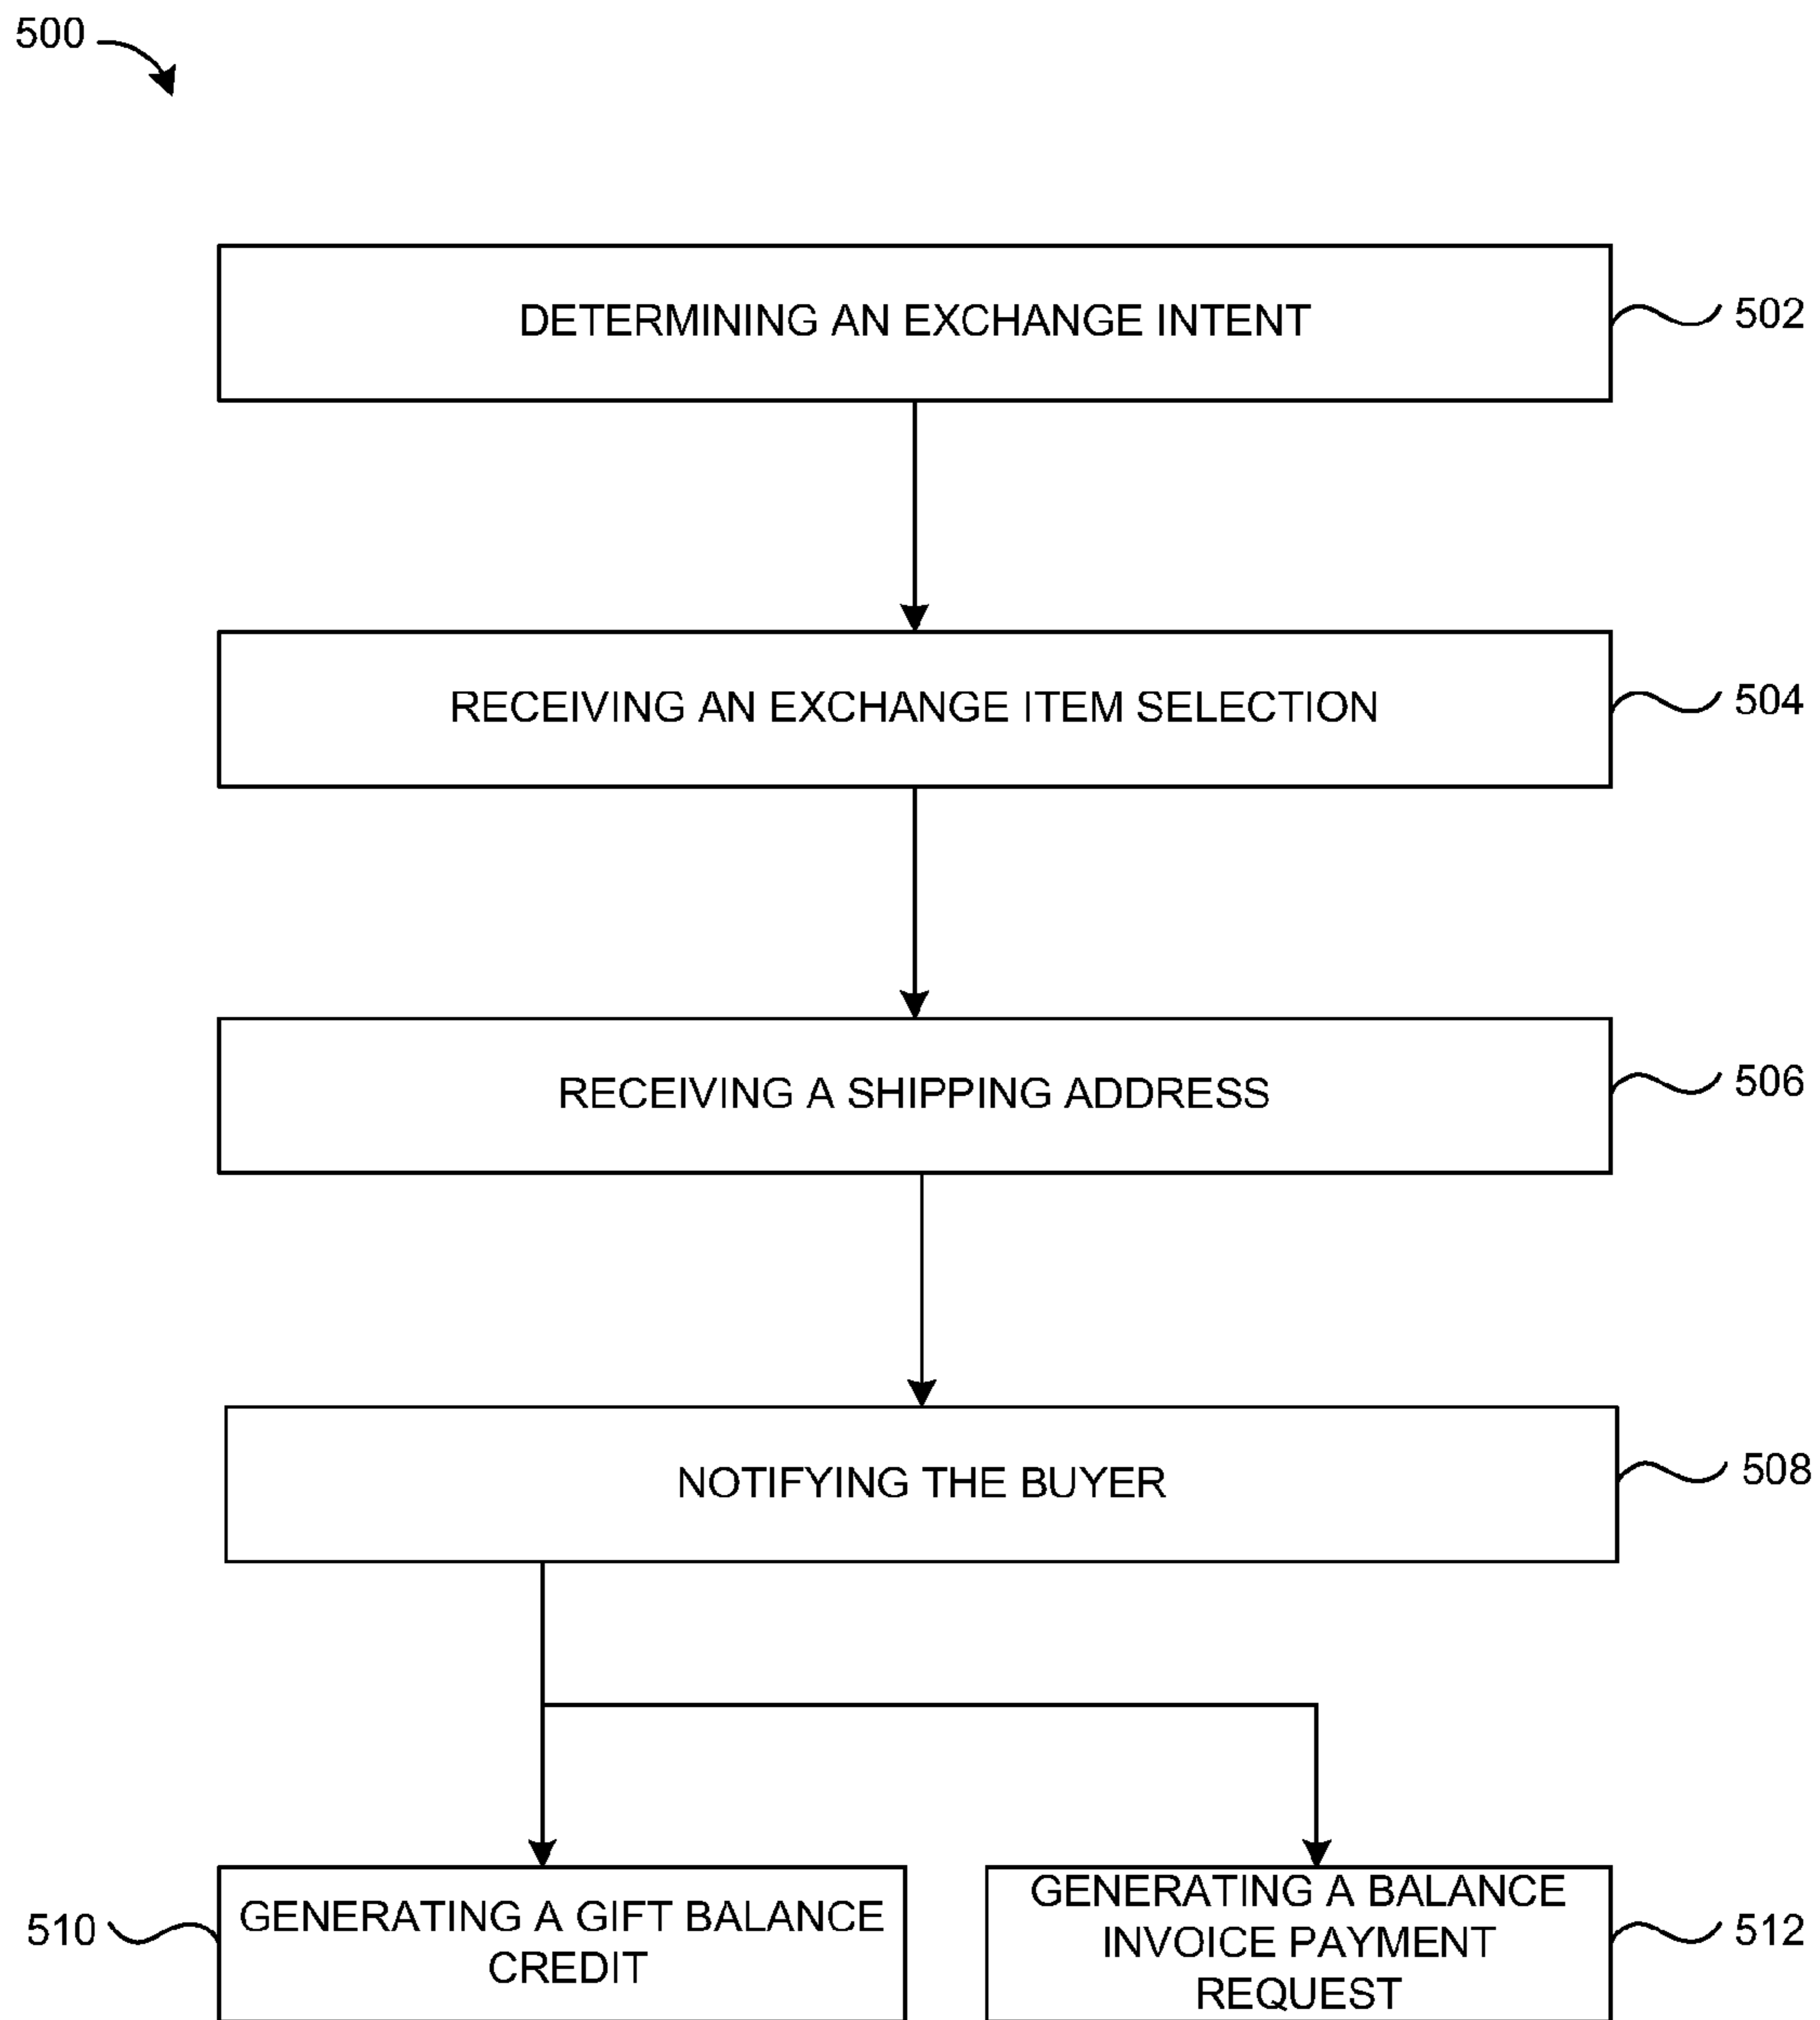 500
DETERMINING AN EXCHANGE INTENT
502
RECEIVING AN EXCHANGE ITEM SELECTION
504
RECEIVING A SHIPPING ADDRESS
506
NOTIFYING THE BUYER
508
510
GENERATING A GIFT BALANCE
CREDIT
GENERATING A BALANCE
INVOICE PAYMENT
REQUEST
512